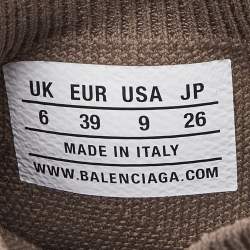 UK EUR USA JP
6 39 9 26
MADE IN ITALY
WWW.BALENCIAGA.COM